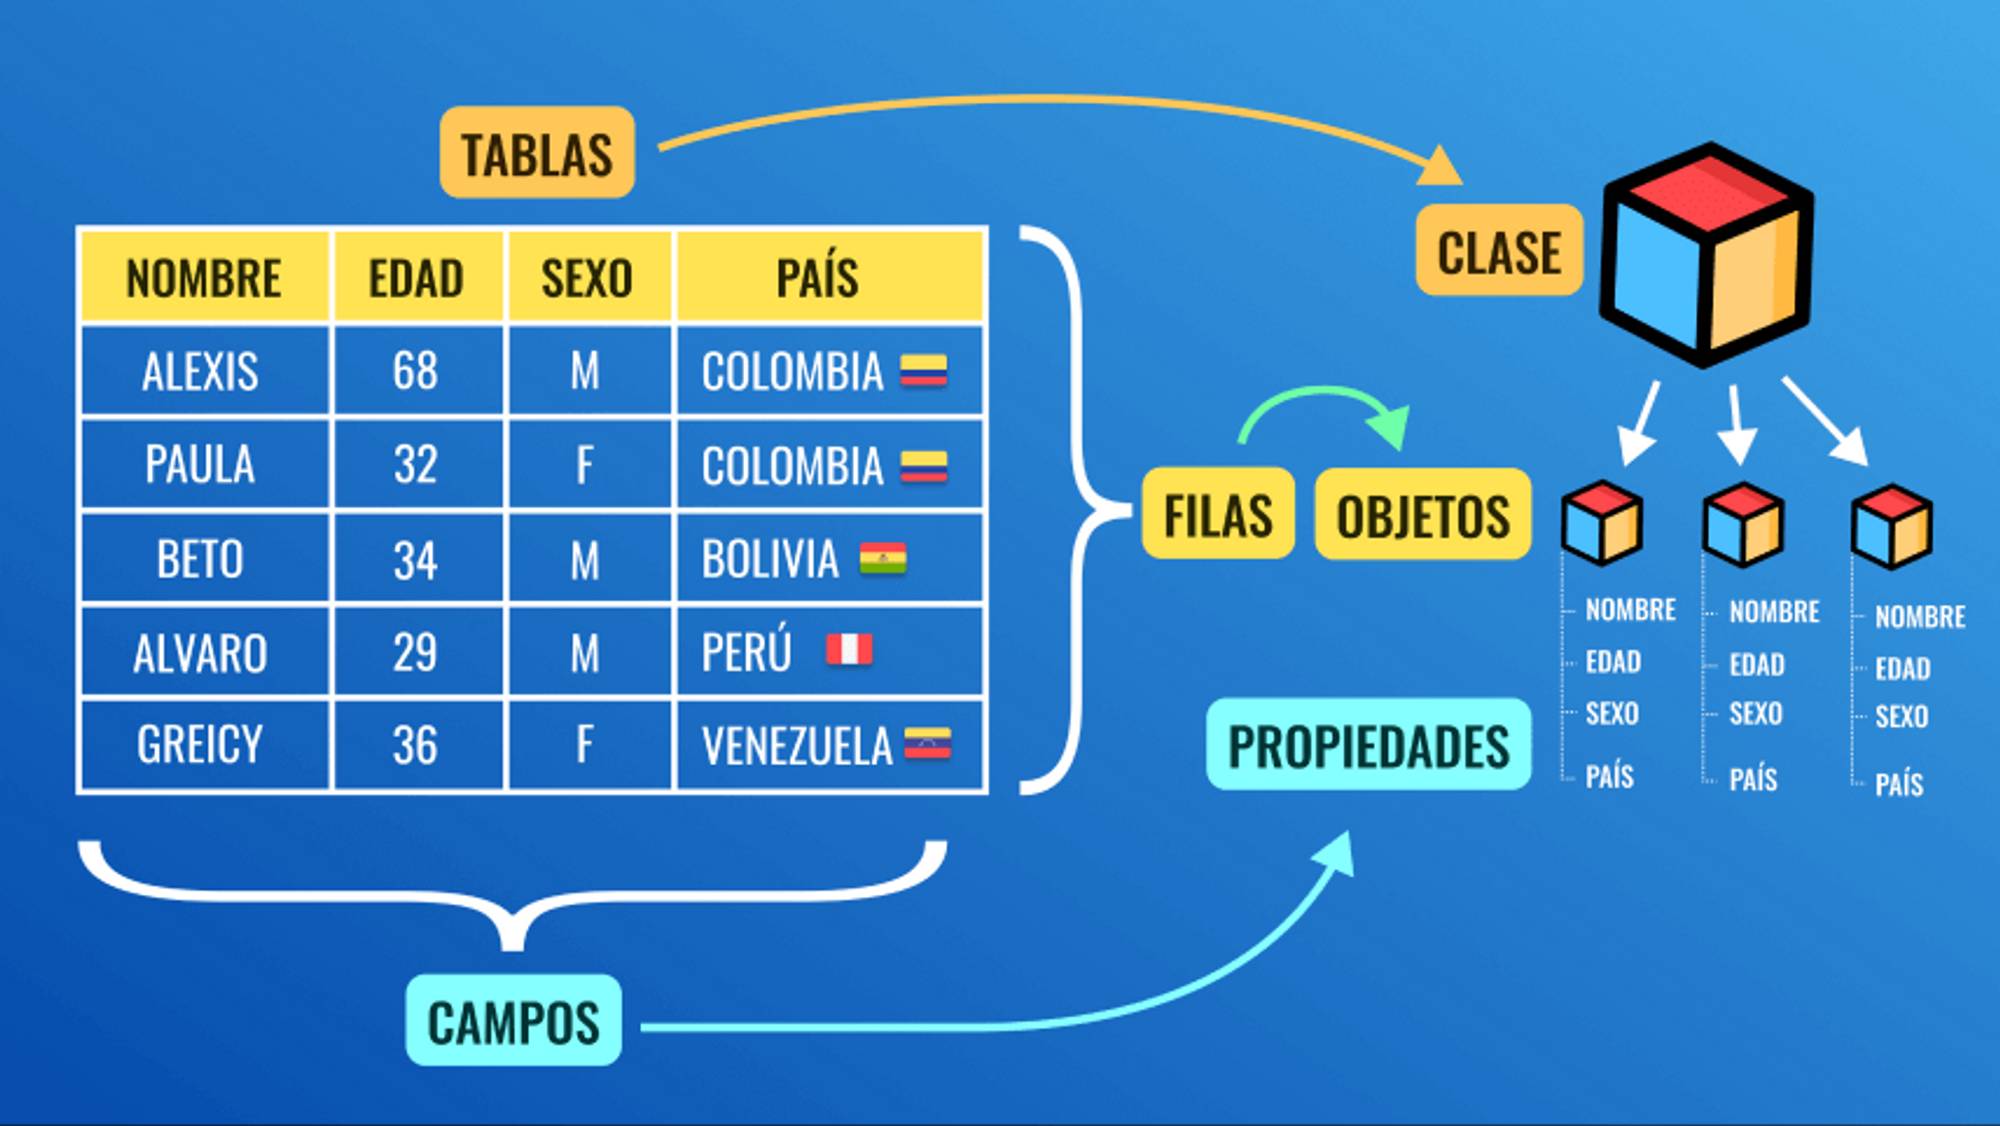 TABLAS
CLASE
NOMBRE EDAD SEXO PAÍS
ALEXIS 68 M COLOMBIA
PAULA 32 F COLOMBIA
BETO 34 M BOLIVIA
ALVARO 29 M PERÚ
GREICY 36 F VENEZUELA
FILAS OBJETOS
NOMBRE NOMBRE NOMBRE
EDAD EDAD EDAD
SEXO SEXO SEXO
PAÍS PAÍS PAÍS
PROPIEDADES
CAMPOS